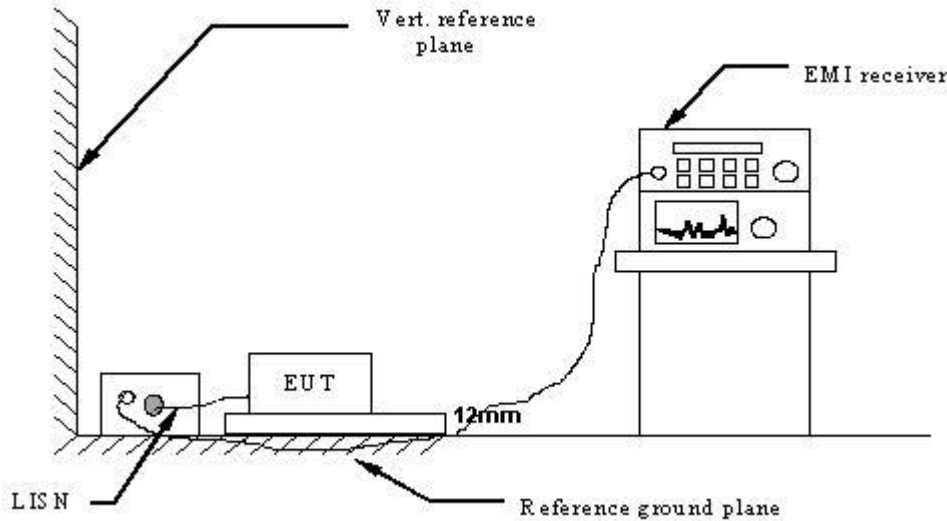 Vert. reference
plane
EMI receiver
EUT
12mm
LISN
Reference ground plane